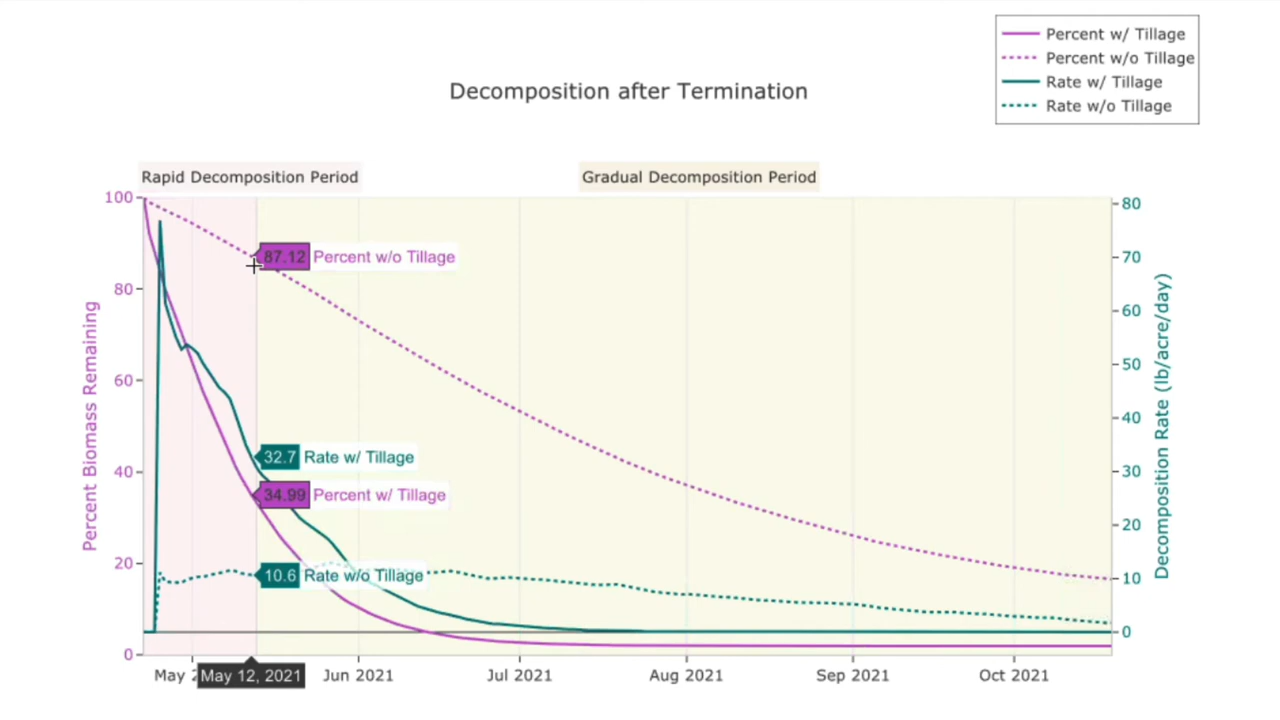 Percent w/ Tillage
Percent w/o Tillage
Rate w/ Tillage
Rate w/o Tillage
Decomposition after Termination
Rapid Decomposition Period
Gradual Decomposition Period
100
80
60
40
20
0
Percent Biomass Remaining
87.12 Percent w/o Tillage
32.7 Rate w/ Tillage
34.99 Percent w/ Tillage
10.6 Rate w/o Tillage
80
70
60
50
40
30
20
10
0
Decomposition Rate (lb/acre/day)
May 2
May 12, 2021
Jun 2021
Jul 2021
Aug 2021
Sep 2021
Oct 2021